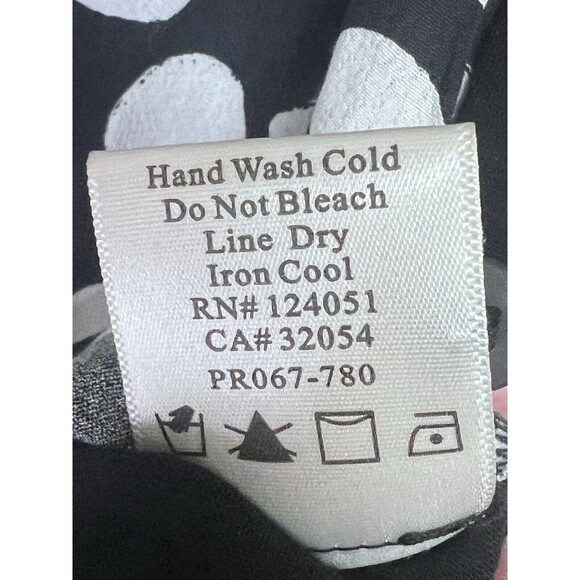 Hand Wash Cold
Do Not Bleach
Line Dry
Iron Cool
RN# 124051
CA# 32054
PR067-780